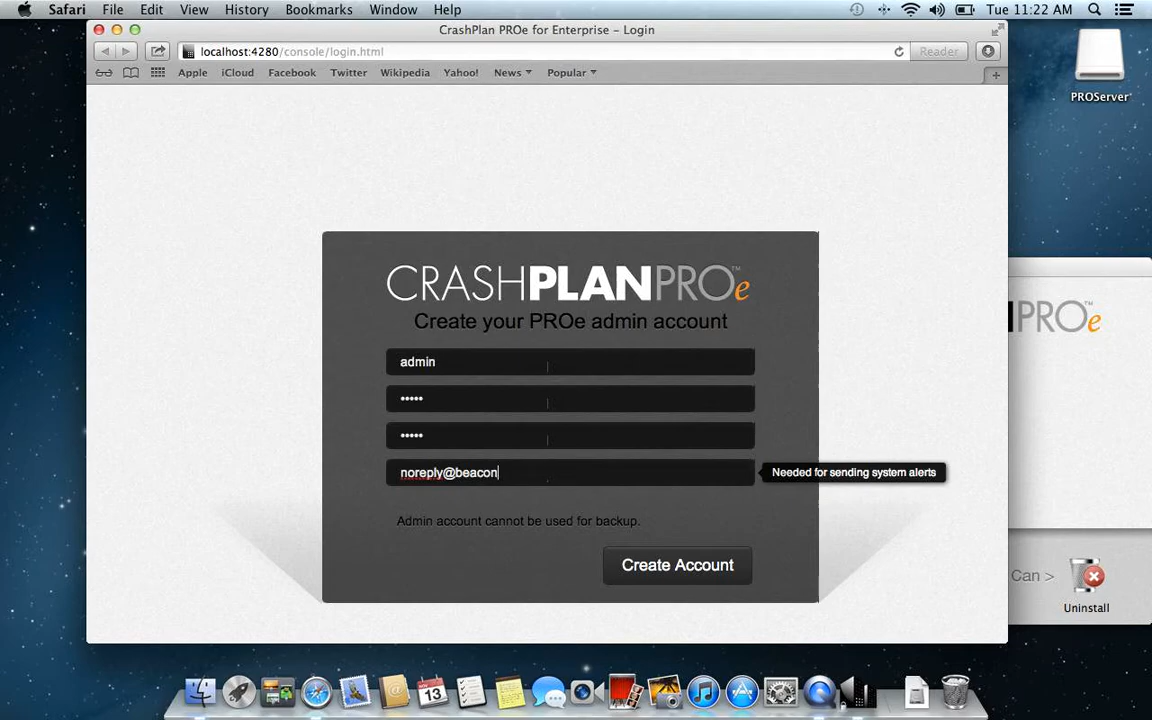 Safari File Edit View History Bookmarks Window Help Tue 11:22 AM
CrashPlan PROe for Enterprise – Login
localhost:4280/console/login.html Reader
Apple iCloud Facebook Twitter Wikipedia Yahoo! News Popular
PROServer
CRASHPLANPROe™
Create your PROe admin account
admin
•••••
•••••
noreply@beacon
Needed for sending system alerts
Admin account cannot be used for backup.
Create Account
PROe™
Can >
Uninstall
13